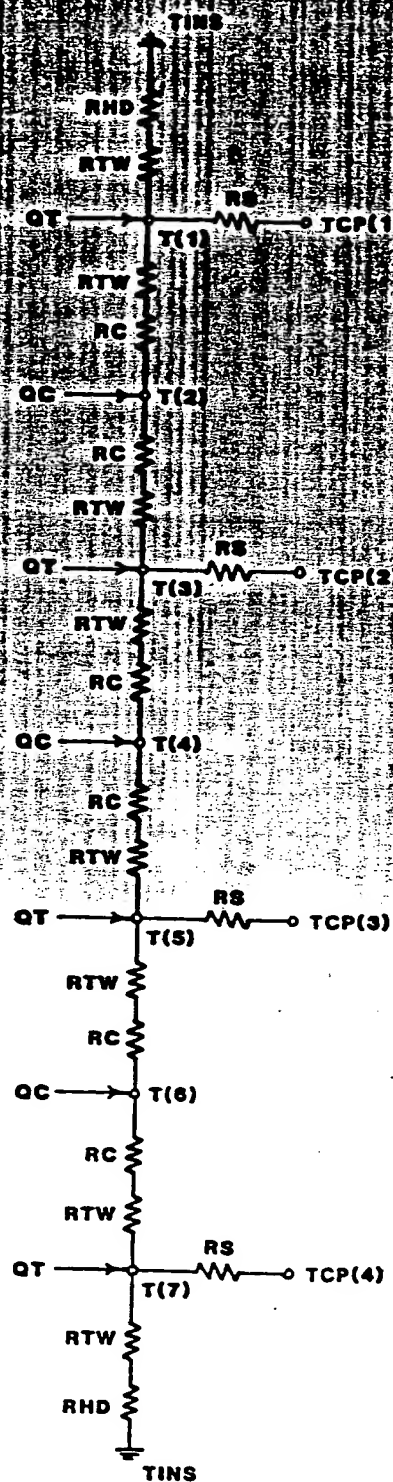 TINS
RHD
RTW
RS
QT T(1) TCP(1
RTW
RC
QC T(2)
RC
RTW
RS
QT T(3) TCP(2
RTW
RC
QC T(4)
RC
RTW
RS
QT T(5) TCP(3)
RTW
RC
QC T(6)
RC
RTW
RS
QT T(7) TCP(4)
RTW
RHD
TINS